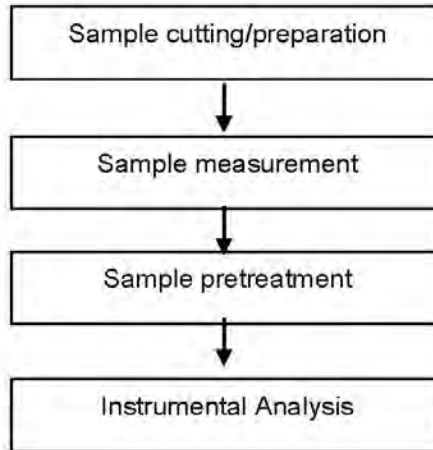 Sample cutting/preparation
Sample measurement
Sample pretreatment
Instrumental Analysis